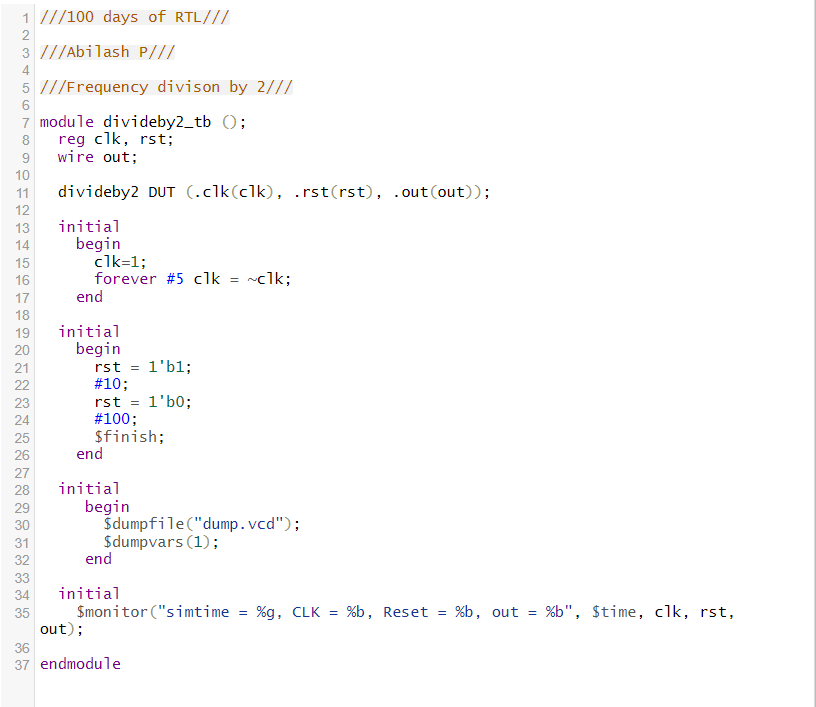 1 ///100 days of RTL///
2
3 ///Abilash P///
4
5 ///Frequency divison by 2///
6
7 module divideby2_tb ();
8 reg clk, rst;
9 wire out;
10
11 divideby2 DUT (.clk(clk), .rst(rst), .out(out));
12
13 initial
14 begin
15 clk=1;
16 forever #5 clk = ~clk;
17 end
18
19 initial
20 begin
21 rst = 1'b1;
22 #10;
23 rst = 1'b0;
24 #100;
25 $finish;
26 end
27
28 initial
29 begin
30 $dumpfile("dump.vcd");
31 $dumpvars(1);
32 end
33
34 initial
35 $monitor("simtime = %g, CLK = %b, Reset = %b, out = %b", $time, clk, rst,
out);
36
37 endmodule